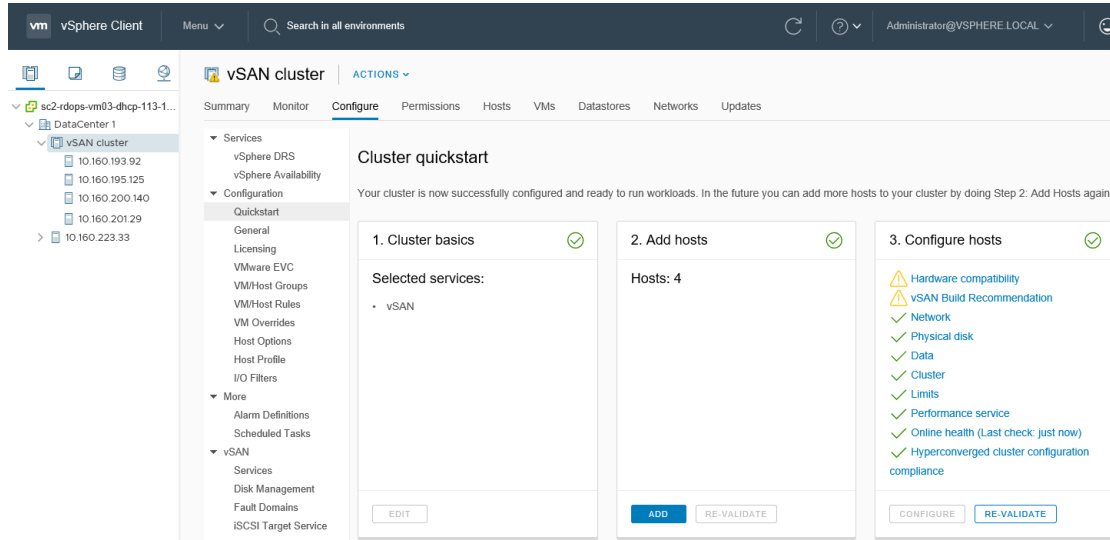 vm vSphere Client Menu Search in all environments Administrator@VSPHERE.LOCAL
vSAN cluster ACTIONS
Summary Monitor Configure Permissions Hosts VMs Datastores Networks Updates
sc2-rdops-vm03-dhcp-113-1...
DataCenter 1
vSAN cluster
10.160.193.92
10.160.195.125
10.160.200.140
10.160.201.29
10.160.223.33
Services
vSphere DRS
vSphere Availability
Configuration
Quickstart
General
Licensing
VMware EVC
VM/Host Groups
VM/Host Rules
VM Overrides
Host Options
Host Profile
I/O Filters
More
Alarm Definitions
Scheduled Tasks
vSAN
Services
Disk Management
Fault Domains
iSCSI Target Service
Cluster quickstart
Your cluster is now successfully configured and ready to run workloads. In the future you can add more hosts to your cluster by doing Step 2: Add Hosts again
1. Cluster basics
Selected services:
• vSAN
EDIT
2. Add hosts
Hosts: 4
ADD RE-VALIDATE
3. Configure hosts
Hardware compatibility
vSAN Build Recommendation
Network
Physical disk
Data
Cluster
Limits
Performance service
Online health (Last check: just now)
Hyperconverged cluster configuration
compliance
CONFIGURE RE-VALIDATE